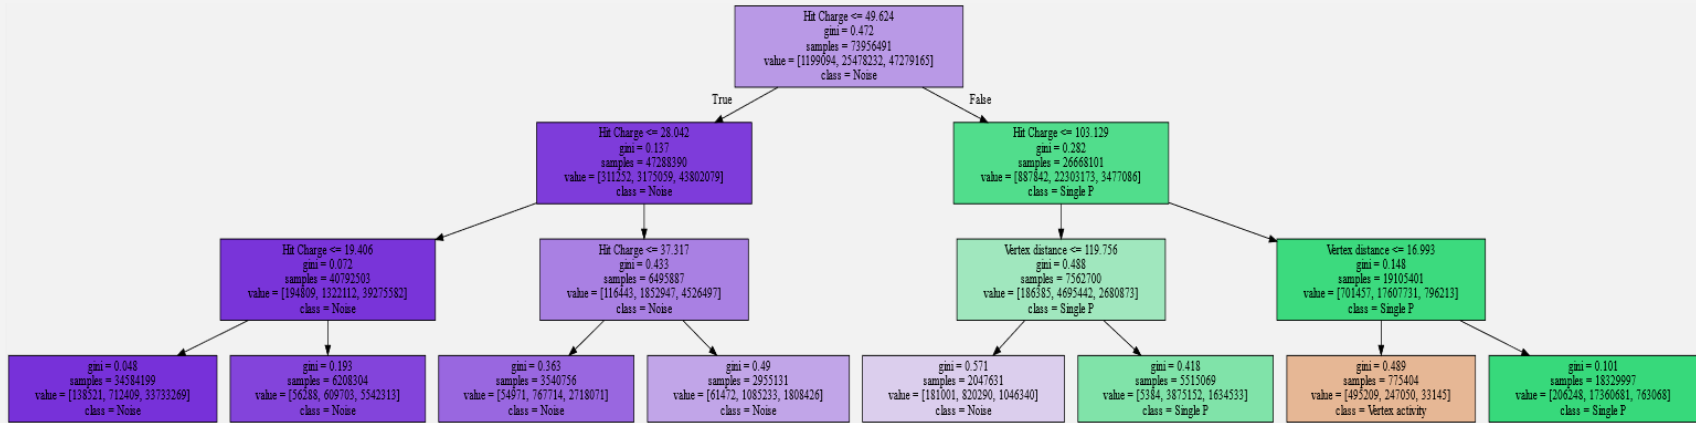 Hit Charge <= 49.624
gini = 0.472
samples = 73956491
value = [1199094, 25478232, 47279165]
class = Noise
True
False
Hit Charge <= 28.042
gini = 0.137
samples = 47288390
value = [311252, 3175059, 43802079]
class = Noise
Hit Charge <= 103.129
gini = 0.282
samples = 26668101
value = [887842, 22303173, 3477086]
class = Single P
Hit Charge <= 19.406
gini = 0.072
samples = 40792503
value = [194809, 1322112, 39275582]
class = Noise
Hit Charge <= 37.317
gini = 0.433
samples = 6495887
value = [116443, 1852947, 4526497]
class = Noise
Vertex distance <= 119.756
gini = 0.488
samples = 7562700
value = [186385, 4695442, 2680873]
class = Single P
Vertex distance <= 16.993
gini = 0.148
samples = 19105401
value = [701457, 17607731, 796213]
class = Single P
gini = 0.048
samples = 34584199
value = [138521, 712409, 33733269]
class = Noise
gini = 0.193
samples = 6208304
value = [56288, 609703, 5542313]
class = Noise
gini = 0.363
samples = 3540756
value = [54971, 767714, 2718071]
class = Noise
gini = 0.49
samples = 2955131
value = [61472, 1085233, 1808426]
class = Noise
gini = 0.571
samples = 2047631
value = [181001, 820290, 1046340]
class = Noise
gini = 0.418
samples = 5515069
value = [5384, 3875152, 1634533]
class = Single P
gini = 0.489
samples = 775404
value = [495209, 247050, 33145]
class = Vertex activity
gini = 0.101
samples = 18329997
value = [206248, 17360681, 763068]
class = Single P